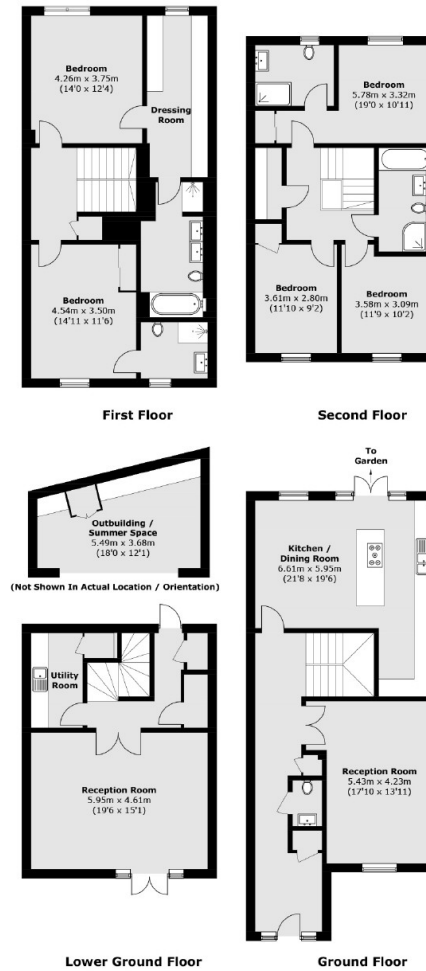 Bedroom
4.26m x 3.75m
(14'0 x 12'4)
Dressing
Room
Bedroom
4.54m x 3.50m
(14'11 x 11'6)
First Floor
Bedroom
5.78m x 3.32m
(19'0 x 10'11)
Bedroom
3.61m x 2.80m
(11'10 x 9'2)
Bedroom
3.58m x 3.09m
(11'9 x 10'2)
Second Floor
Outbuilding /
Summer Space
5.49m x 3.68m
(18'0 x 12'1)
(Not Shown In Actual Location / Orientation)
Utility
Room
Reception Room
5.95m x 4.61m
(19'6 x 15'1)
Lower Ground Floor
To
Garden
Kitchen /
Dining Room
6.61m x 5.95m
(21'8 x 19'6)
Reception Room
5.43m x 4.23m
(17'10 x 13'11)
Ground Floor